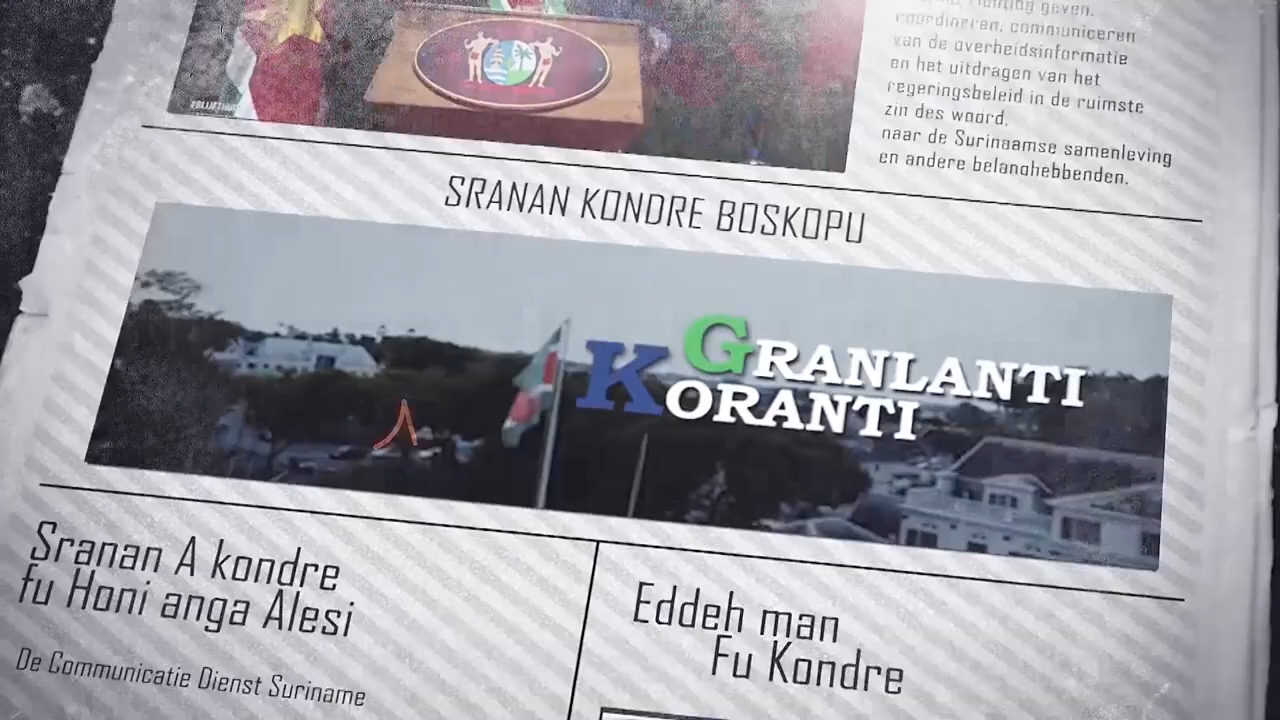 richting geven,
coördineren, communiceren
van de overheidsinformatie
en het uitdragen van het
regeringsbeleid in de ruimste
zin des woord,
naar de Surinaamse samenleving
en andere belanghebbenden.
SRANAN KONDRE BOSKOPU
GRANLANTI
KORANTI
Sranan A kondre
fu Honi anga Alesi
De Communicatie Dienst Suriname
Eddeh man
Fu Kondre